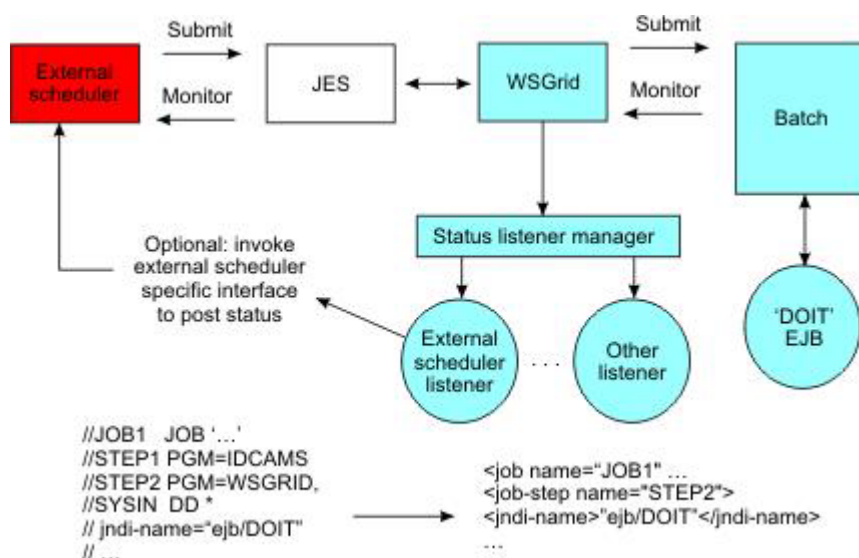 Submit
Submit
External
scheduler
JES
WSGrid
Batch
Monitor
Monitor
Status listener manager
Optional: invoke
external scheduler
specific interface
to post status
External
scheduler
listener
. . .
Other
listener
‘DOIT’
EJB
//JOB1 JOB ‘...’
//STEP1 PGM=IDCAMS
//STEP2 PGM=WSGRID,
//SYSIN DD *
// jndi-name=“ejb/DOIT”
// ...
<job name=“JOB1” ...
<job-step name="STEP2">
<jndi-name>”ejb/DOIT”</jndi-name>
...